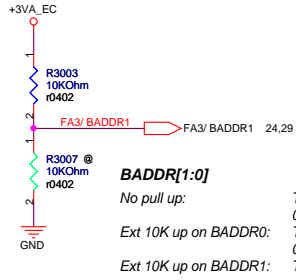 +3VA_EC
1
R3003
10KOhm
r0402
2
FA3/ BADDR1
FA3/ BADDR1 24,29
1
R3007 @
10KOhm
r0402
2
GND
BADDR[1:0]
No pull up:
Ext 10K up on BADDR0:
Ext 10K up on BADDR1: